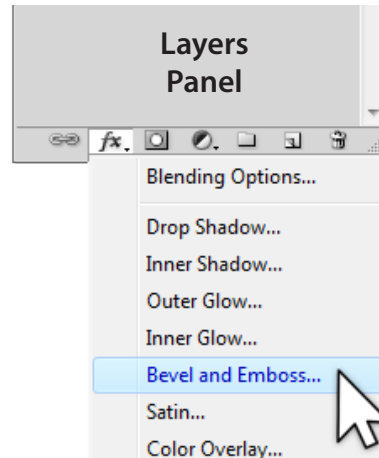 Layers
Panel
fx.
Blending Options...
Drop Shadow...
Inner Shadow...
Outer Glow...
Inner Glow...
Bevel and Emboss...
Satin...
Color Overlay...